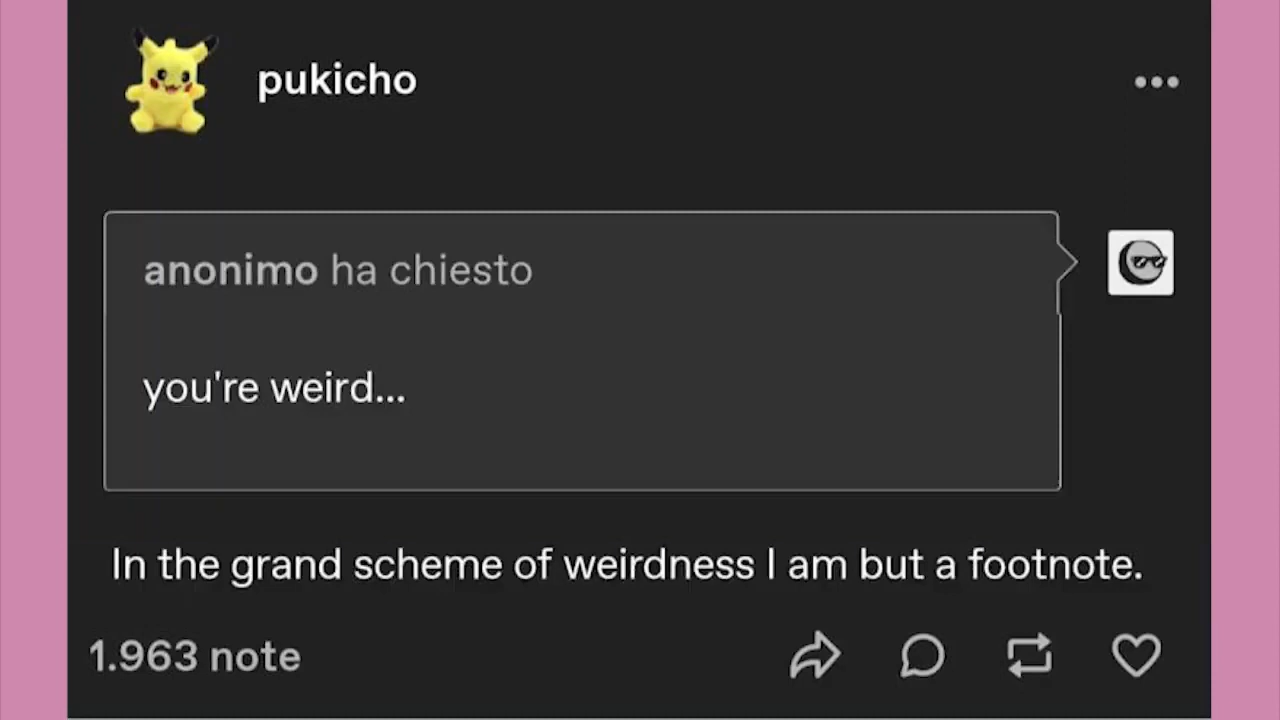 pukicho
anonimo ha chiesto
you're weird...
In the grand scheme of weirdness I am but a footnote.
1.963 note